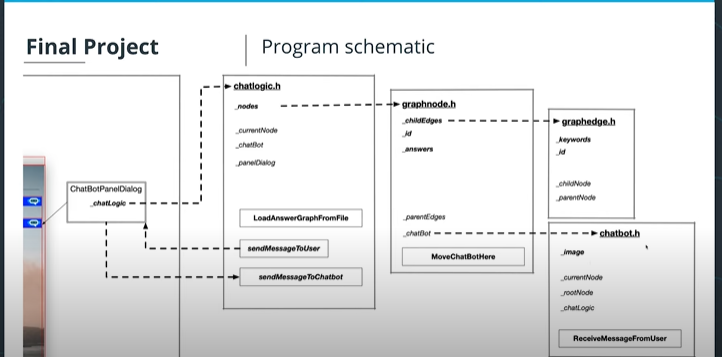 Final Project
Program schematic
ChatBotPanelDialog
_chatLogic
chatlogic.h
_nodes
_currentNode
_chatBot
_panelDialog
LoadAnswerGraphFromFile
sendMessageToUser
sendMessageToChatbot
graphnode.h
_childEdges
_id
_answers
_parentEdges
_chatBot
MoveChatBotHere
graphedge.h
_keywords
_id
_childNode
_parentNode
chatbot.h
_image
_currentNode
_rootNode
_chatLogic
ReceiveMessageFromUser